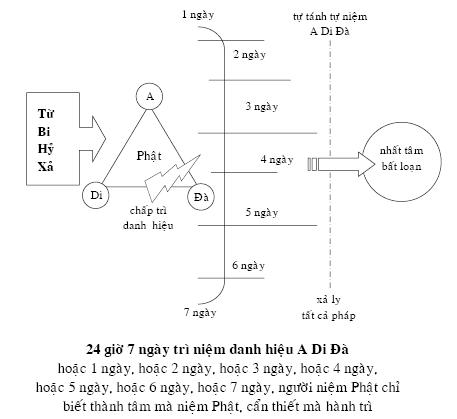 1 ngày
tự tánh tự niệm
A Di Đà
2 ngày
Từ
Bi
Hỷ
Xả
A
3 ngày
Phật
4 ngày
nhất tâm
bất loạn
Di
Đà
chấp trì
danh hiệu
5 ngày
6 ngày
7 ngày
xả ly
tất cả pháp
24 giờ 7 ngày trì niệm danh hiệu A Di Đà
hoặc 1 ngày, hoặc 2 ngày, hoặc 3 ngày, hoặc 4 ngày,
hoặc 5 ngày, hoặc 6 ngày, hoặc 7 ngày, người niệm Phật chỉ
biết thành tâm mà niệm Phật, cẩn thiết mà hành trì